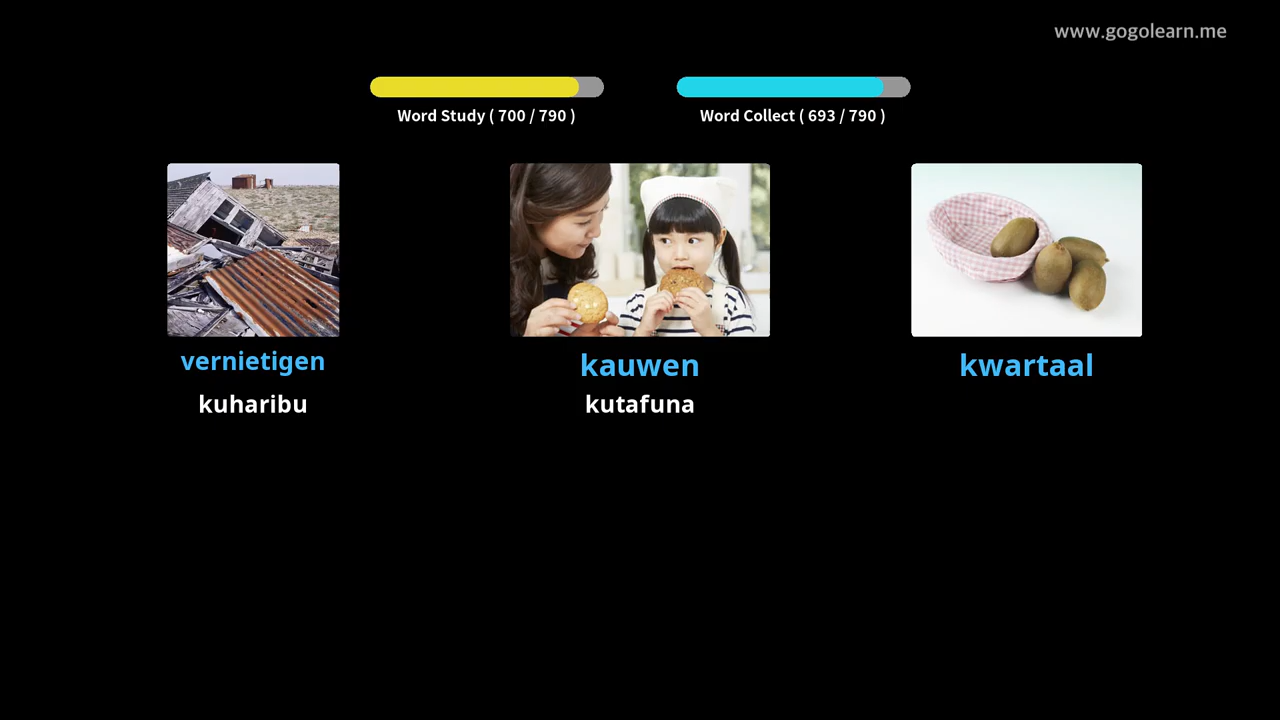 www.gogolearn.me
Word Study ( 700 / 790 )
Word Collect ( 693 / 790 )
vernietigen
kuharibu
kauwen
kutafuna
kwartaal